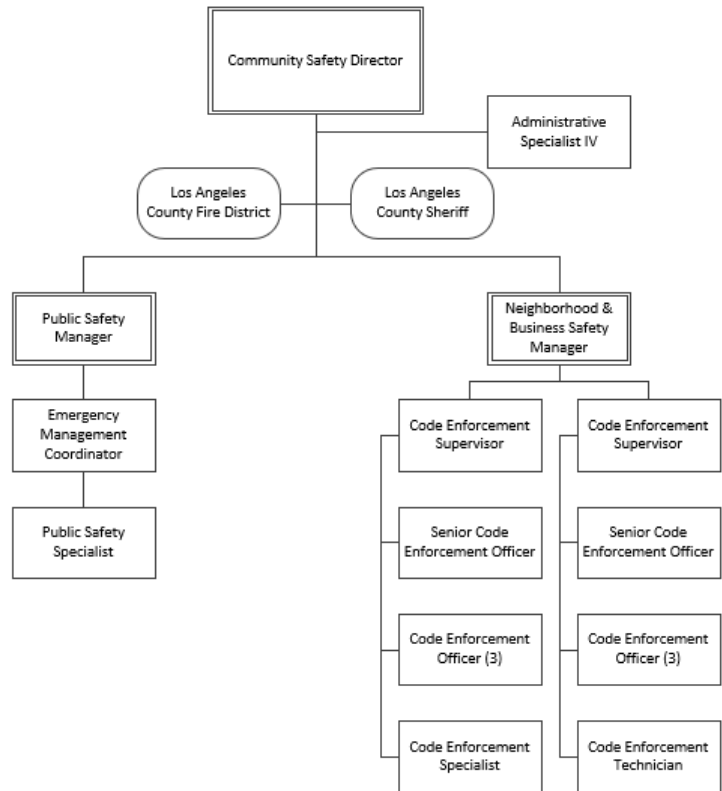 Community Safety Director
Administrative
Specialist IV
Los Angeles
County Fire District
Los Angeles
County Sheriff
Public Safety
Manager
Neighborhood &
Business Safety
Manager
Emergency
Management
Coordinator
Code Enforcement
Supervisor
Code Enforcement
Supervisor
Public Safety
Specialist
Senior Code
Enforcement Officer
Senior Code
Enforcement Officer
Code Enforcement
Officer (3)
Code Enforcement
Officer (3)
Code Enforcement
Specialist
Code Enforcement
Technician